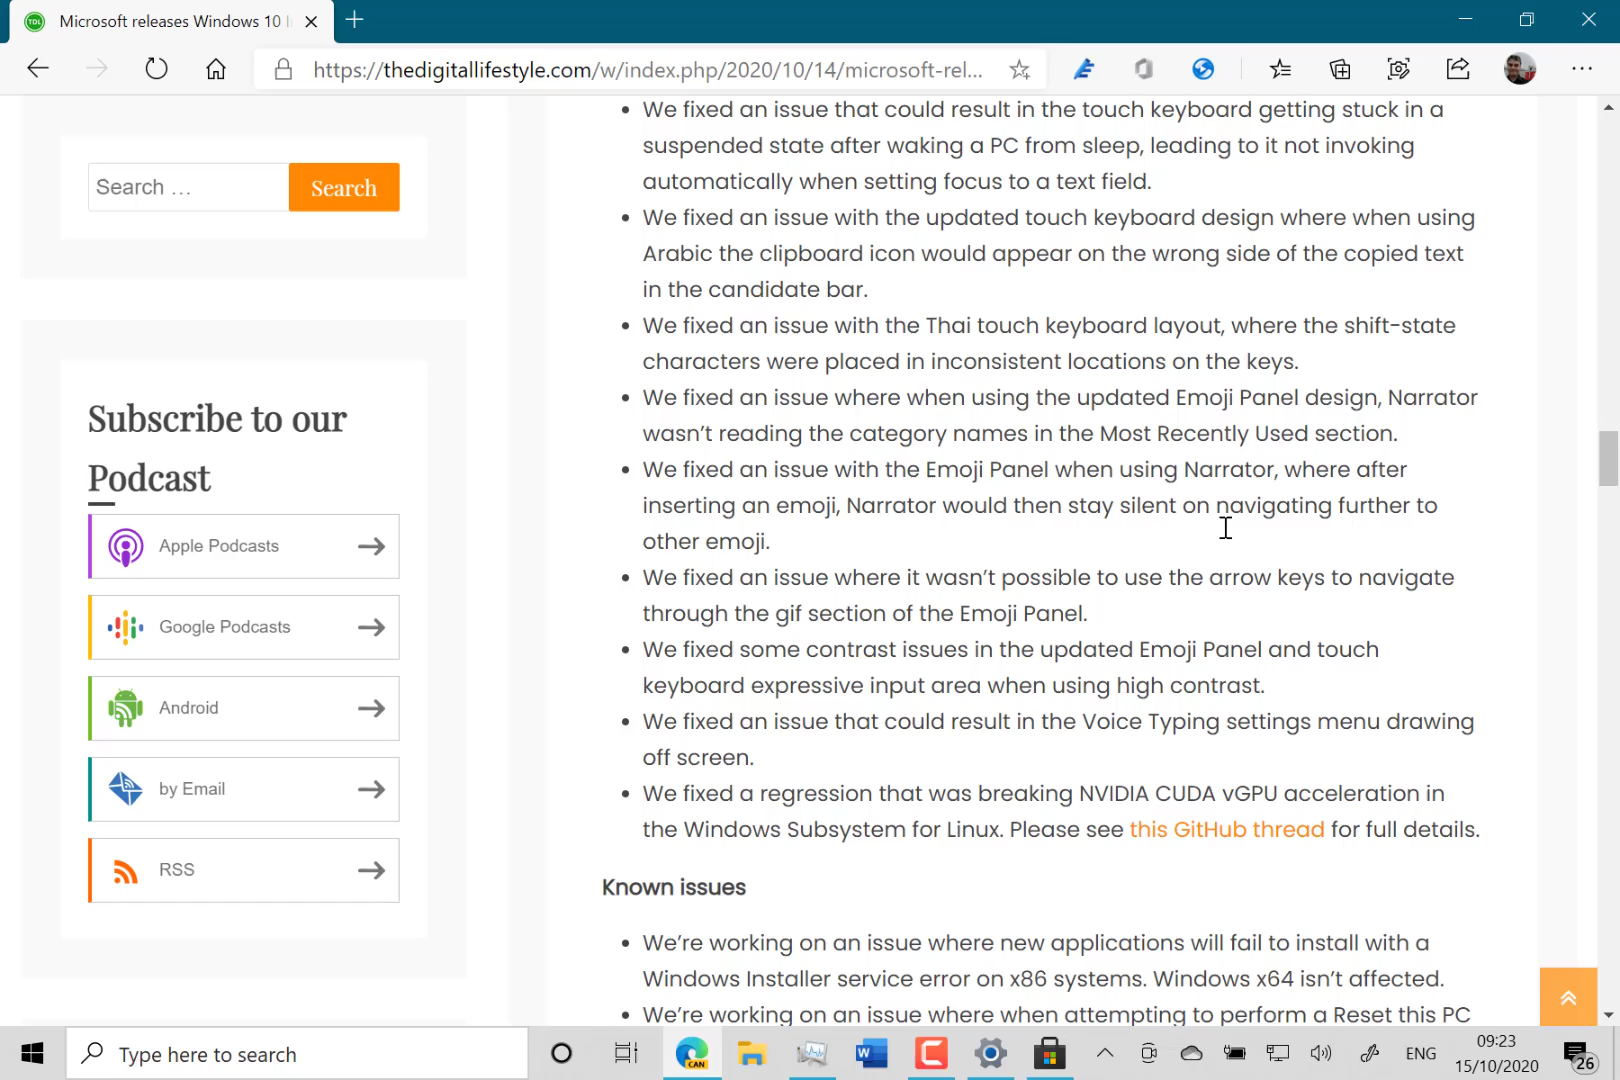 TDL
Microsoft releases Windows 10
https://thedigitallifestyle.com/w/index.php/2020/10/14/microsoft-rel...
Search ...
Search
Subscribe to our
Podcast
Apple Podcasts
Google Podcasts
Android
by Email
RSS
We fixed an issue that could result in the touch keyboard getting stuck in a
suspended state after waking a PC from sleep, leading to it not invoking
automatically when setting focus to a text field.
We fixed an issue with the updated touch keyboard design where when using
Arabic the clipboard icon would appear on the wrong side of the copied text
in the candidate bar.
We fixed an issue with the Thai touch keyboard layout, where the shift-state
characters were placed in inconsistent locations on the keys.
We fixed an issue where when using the updated Emoji Panel design, Narrator
wasn't reading the category names in the Most Recently Used section.
We fixed an issue with the Emoji Panel when using Narrator, where after
inserting an emoji, Narrator would then stay silent on navigating further to
other emoji.
We fixed an issue where it wasn't possible to use the arrow keys to navigate
through the gif section of the Emoji Panel.
We fixed some contrast issues in the updated Emoji Panel and touch
keyboard expressive input area when using high contrast.
We fixed an issue that could result in the Voice Typing settings menu drawing
off screen.
We fixed a regression that was breaking NVIDIA CUDA vGPU acceleration in
the Windows Subsystem for Linux. Please see this GitHub thread for full details.
Known issues
We're working on an issue where new applications will fail to install with a
Windows Installer service error on x86 systems. Windows x64 isn't affected.
We're working on an issue where when attempting to perform a Reset this PC
Type here to search
CAN
ENG
09:23
15/10/2020
26